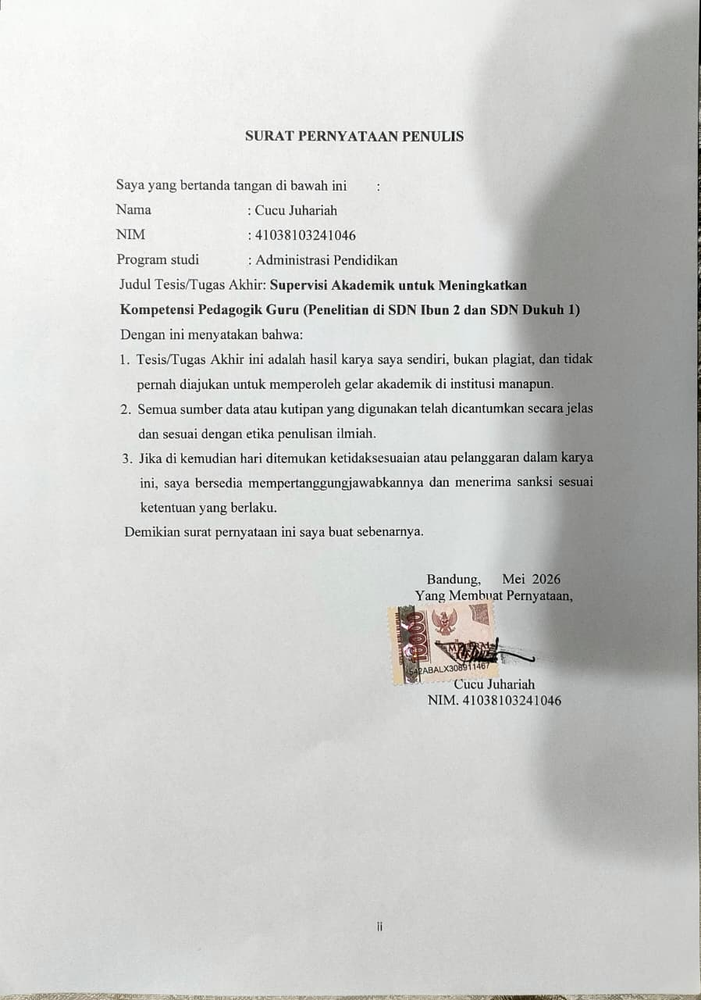 SURAT PERNYATAAN PENULIS
Saya yang bertanda tangan di bawah ini :
Nama : Cucu Juhariah
NIM : 41038103241046
Program studi : Administrasi Pendidikan
Judul Tesis/Tugas Akhir: Supervisi Akademik untuk Meningkatkan
Kompetensi Pedagogik Guru (Penelitian di SDN Ibun 2 dan SDN Dukuh 1)
Dengan ini menyatakan bahwa:
1. Tesis/Tugas Akhir ini adalah hasil karya saya sendiri, bukan plagiat, dan tidak
pernah diajukan untuk memperoleh gelar akademik di institusi manapun.
2. Semua sumber data atau kutipan yang digunakan telah dicantumkan secara jelas
dan sesuai dengan etika penulisan ilmiah.
3. Jika di kemudian hari ditemukan ketidaksesuaian atau pelanggaran dalam karya
ini, saya bersedia mempertanggungjawabkannya dan menerima sanksi sesuai
ketentuan yang berlaku.
Demikian surat pernyataan ini saya buat sebenarnya.
Bandung, Mei 2026
Yang Membuat Pernyataan,
10000
Cucu Juhariah
NIM. 41038103241046
ii